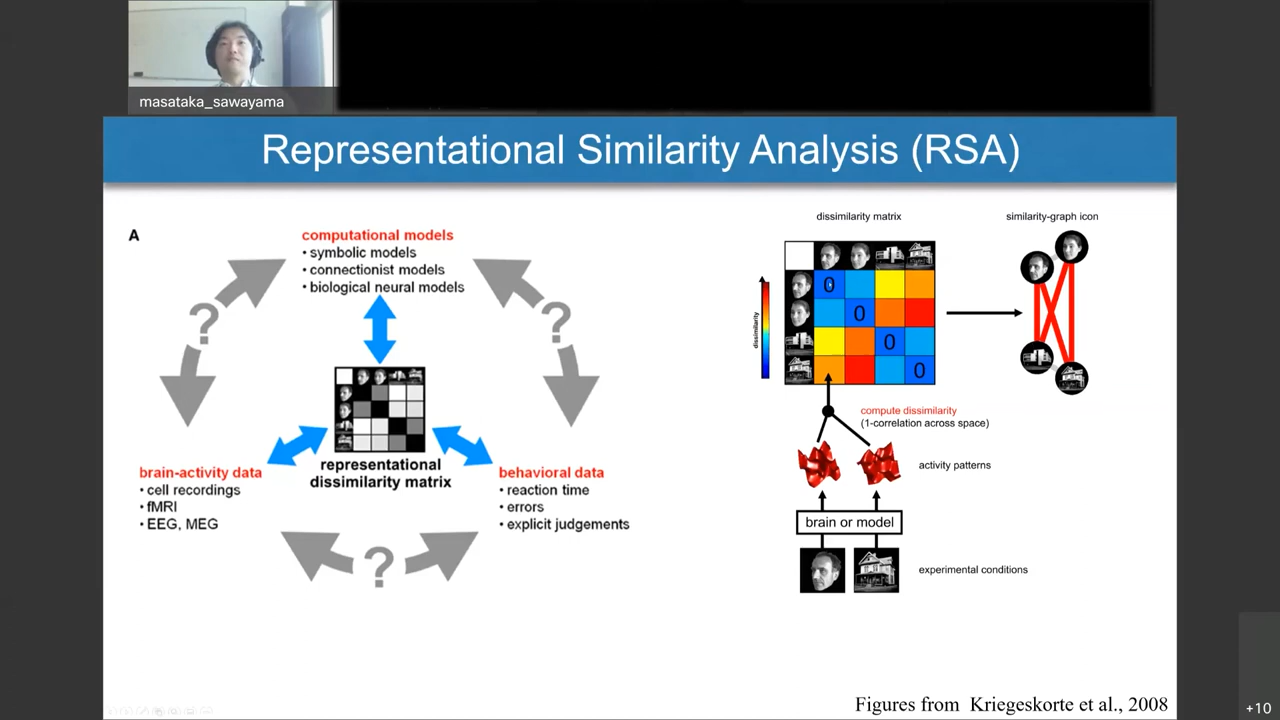 masataka_sawayama
Representational Similarity Analysis (RSA)
A
computational models
• symbolic models
• connectionist models
• biological neural models
?
?
representational
dissimilarity matrix
brain-activity data
• cell recordings
• fMRI
• EEG, MEG
behavioral data
• reaction time
• errors
• explicit judgements
?
dissimilarity matrix
similarity-graph icon
dissimilarity
0
0
0
0
compute dissimilarity
(1-correlation across space)
activity patterns
brain or model
experimental conditions
Figures from Kriegeskorte et al., 2008
+10